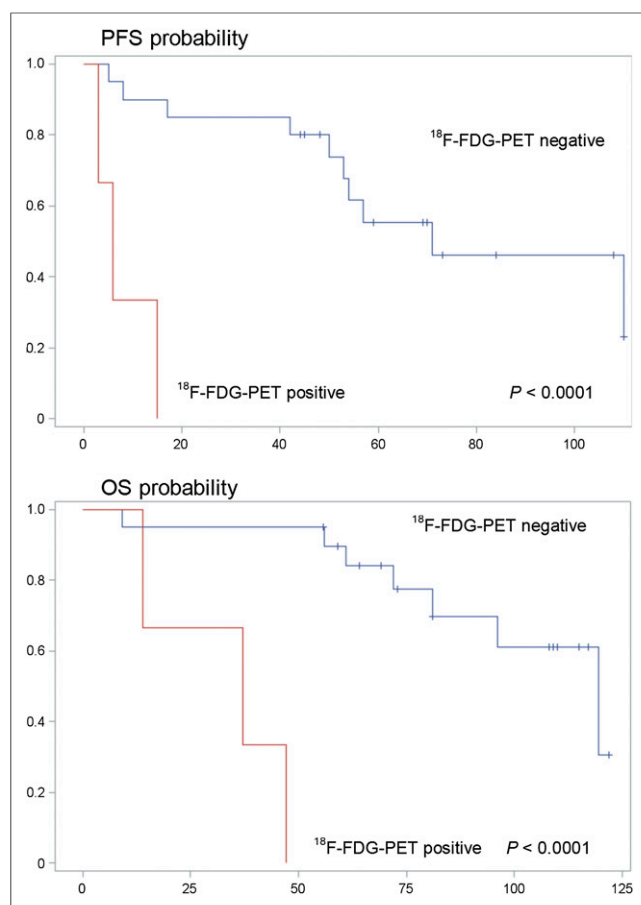 PFS probability
1.0
¹⁸F-FDG-PET negative
0.8
0.6
0.4
0.2
¹⁸F-FDG-PET positive
P < 0.0001
0
0 20 40 60 80 100
OS probability
1.0
¹⁸F-FDG-PET negative
0.8
0.6
0.4
0.2
¹⁸F-FDG-PET positive P < 0.0001
0
0 25 50 75 100 125